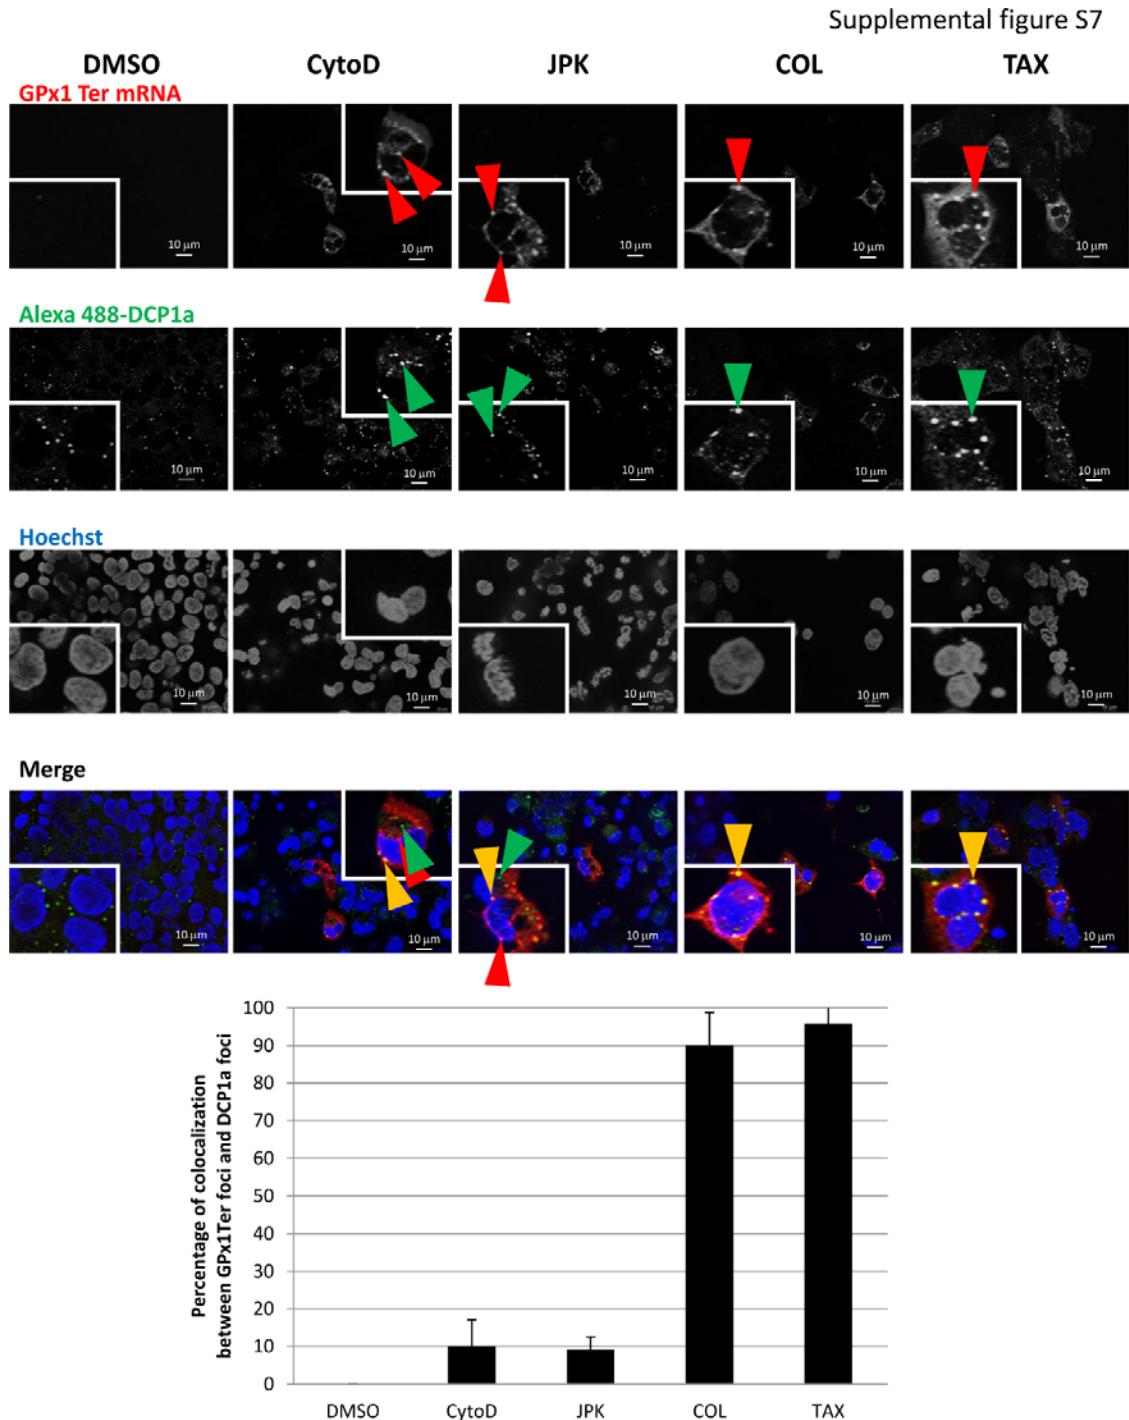 Supplemental figure S7
DMSO CytoD JPK COL TAX
GPx1 Ter mRNA
10 μm 10 μm 10 μm 10 μm 10 μm
Alexa 488-DCP1a
10 μm 10 μm 10 μm 10 μm 10 μm
Hoechst
10 μm 10 μm 10 μm 10 μm 10 μm
Merge
10 μm 10 μm 10 μm 10 μm 10 μm
Percentage of colocalization
between GPx1Ter foci and DCP1a foci
100
90
80
70
60
50
40
30
20
10
0
DMSO CytoD JPK COL TAX